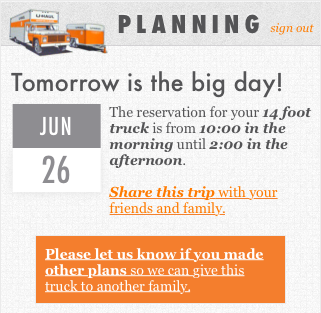 U-HAUL
PLANNING
sign out
Tomorrow is the big day!
JUN
26
The reservation for your 14 foot
truck is from 10:00 in the
morning until 2:00 in the
afternoon.
Share this trip with your
friends and family.
Please let us know if you made
other plans so we can give this
truck to another family.